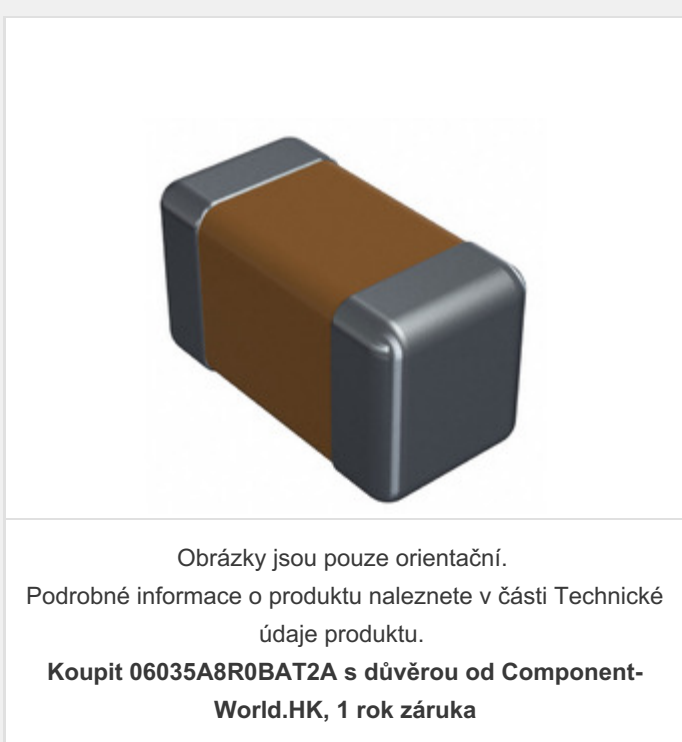 Obrázky jsou pouze orientační.
Podrobné informace o produktu naleznete v části Technické
údaje produktu.
Koupit 06035A8R0BAT2A s důvěrou od Component-
World.HK, 1 rok záruka